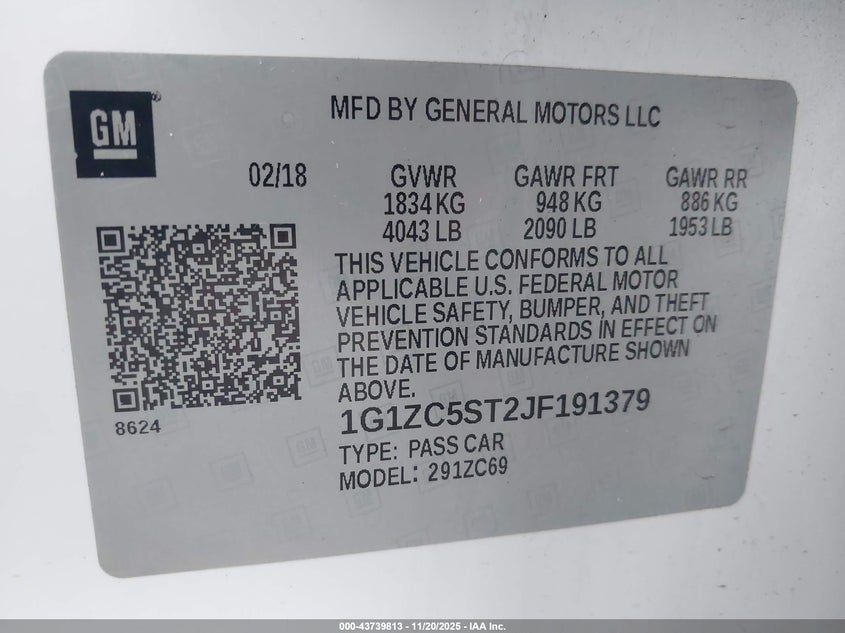 GM
MFD BY GENERAL MOTORS LLC
02/18
GVWR
1834 KG
4043 LB
GAWR FRT
948 KG
2090 LB
GAWR RR
886 KG
1953 LB
THIS VEHICLE CONFORMS TO ALL
APPLICABLE U.S. FEDERAL MOTOR
VEHICLE SAFETY, BUMPER, AND THEFT
PREVENTION STANDARDS IN EFFECT ON
THE DATE OF MANUFACTURE SHOWN
ABOVE.
8624
1G1ZC5ST2JF191379
TYPE: PASS CAR
MODEL: 291ZC69
000-43739813 - 11/20/2025 - IAA Inc.